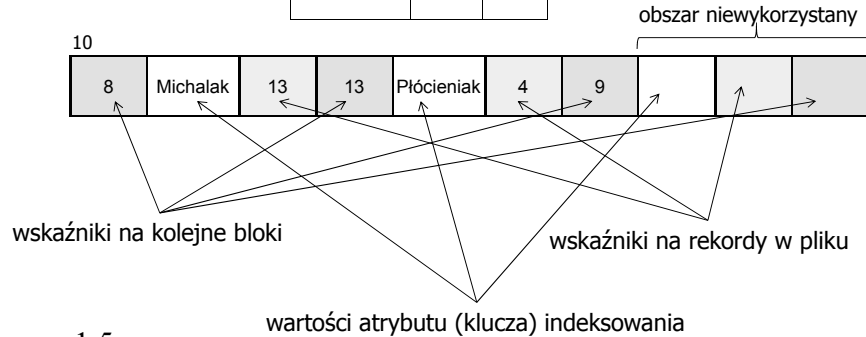 obszar niewykorzystany
10
8 Michalak 13 13 Płócieniak 4 9
wskaźniki na kolejne bloki
wskaźniki na rekordy w pliku
wartości atrybutu (klucza) indeksowania